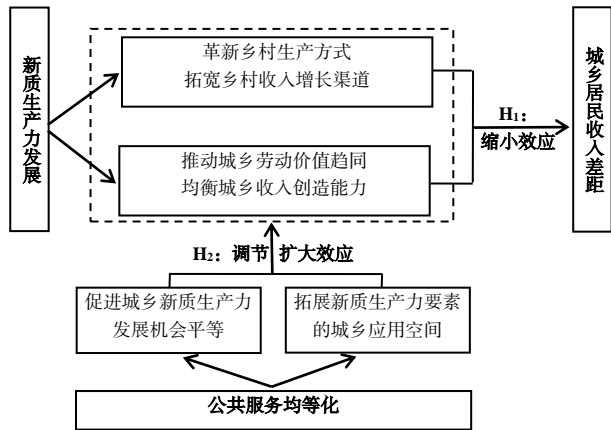 新质生产力发展
革新乡村生产方式
拓宽乡村收入增长渠道
推动城乡劳动价值趋同
均衡城乡收入创造能力
H₁：
缩小效应
城乡居民收入差距
H₂：调节 扩大效应
促进城乡新质生产力
发展机会平等
拓展新质生产力要素
的城乡应用空间
公共服务均等化